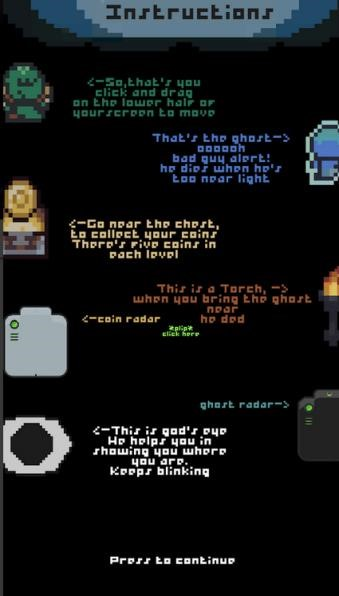 Instructions
<-So,that's you
click and drag
on the lower half of
yourscreen to move
That's the ghost->
oooooh
bad guy alert!
he dies when he's
too near light
<-Go near the chest,
to collect your coins
There's five coins in
each level
This is a Torch, ->
when you bring the ghost
near
he ded
<-coin radar
*plip*
click here
ghost radar->
<-This is god's eye
He helps you in
showing you where
you are.
Keeps blinking
Press to continue